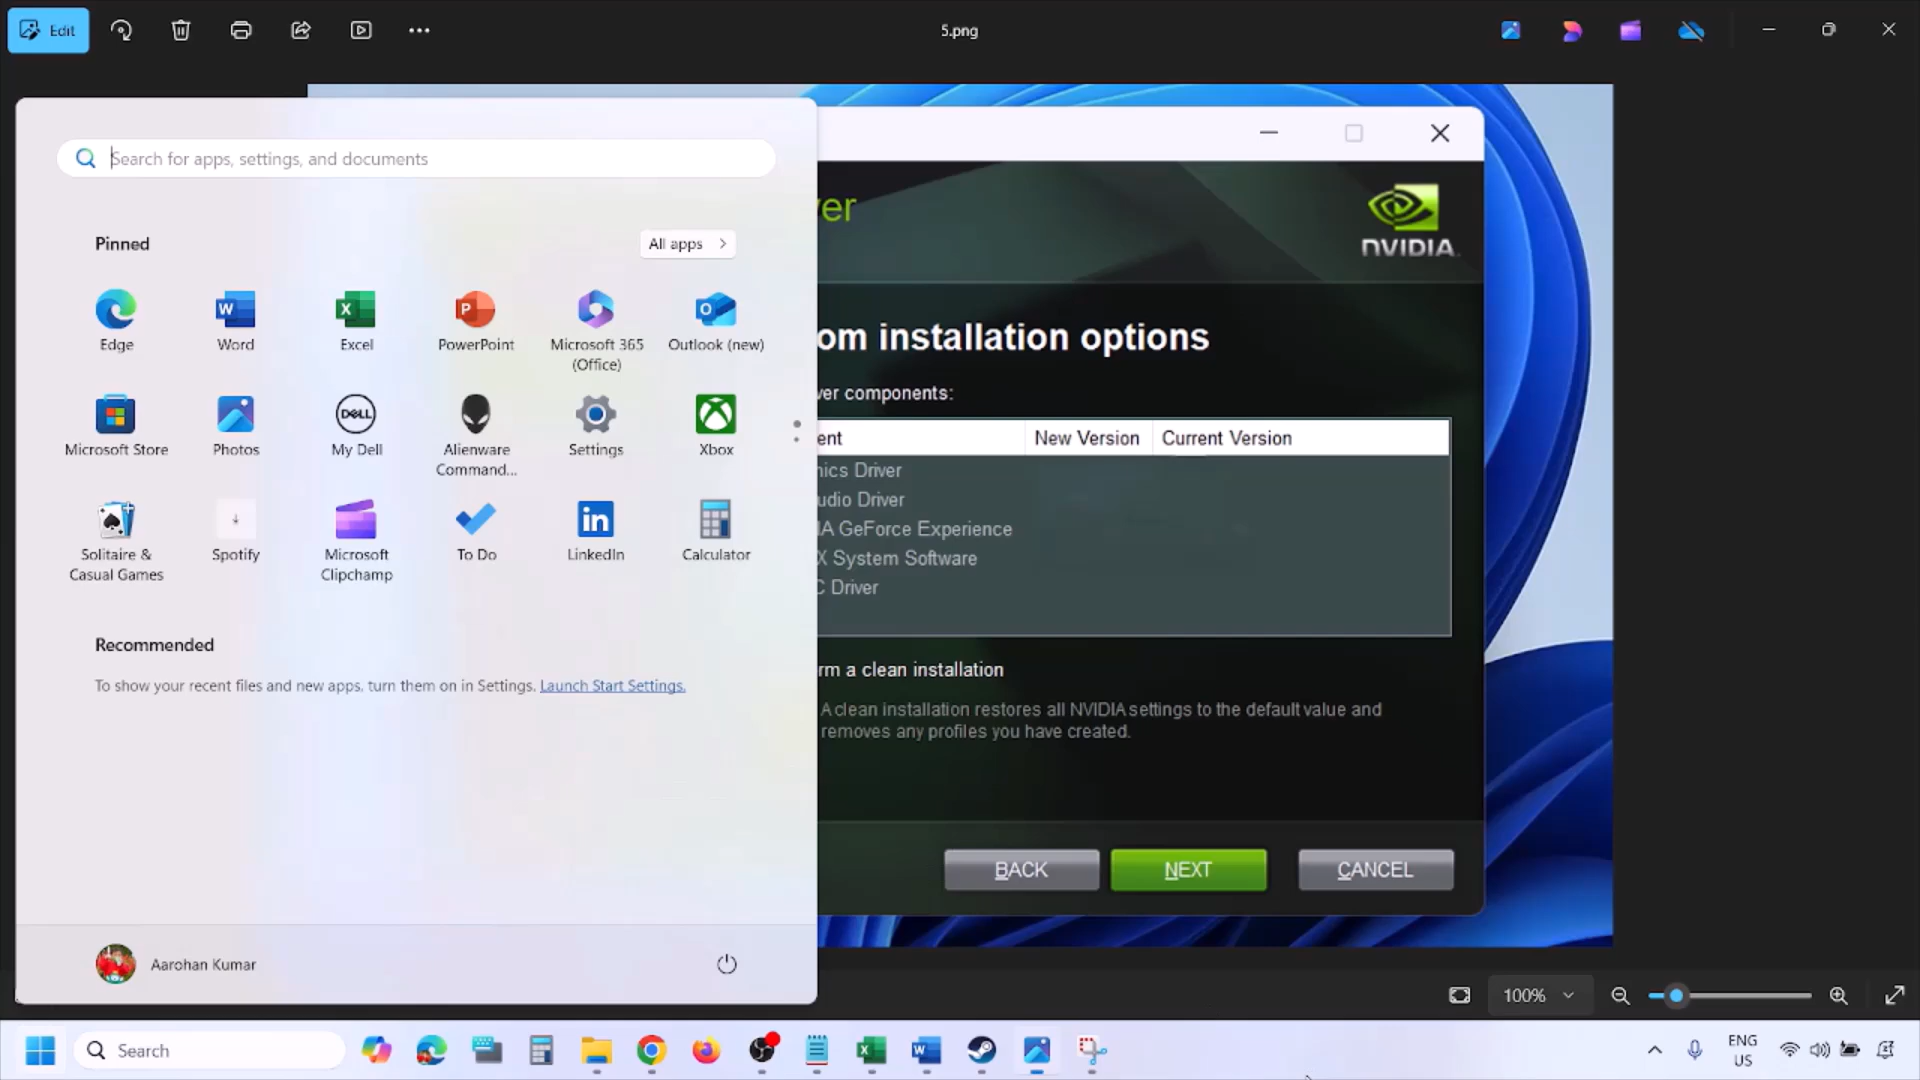 Edit
5.png
Search for apps, settings, and documents
Pinned
All apps
Edge
Word
Excel
PowerPoint
Microsoft 365
(Office)
Outlook (new)
Microsoft Store
Photos
DELL
My Dell
Alienware
Command...
Settings
Xbox
Solitaire &
Casual Games
Spotify
Microsoft
Clipchamp
To Do
LinkedIn
Calculator
Recommended
To show your recent files and new apps, turn them on in Settings. Launch Start Settings.
Aarohan Kumar
ver
NVIDIA.
om installation options
ver components:
ent
New Version
Current Version
nics Driver
udio Driver
IA GeForce Experience
X System Software
C Driver
rm a clean installation
A clean installation restores all NVIDIA settings to the default value and
removes any profiles you have created.
BACK
NEXT
CANCEL
100%
Search
ENG
US